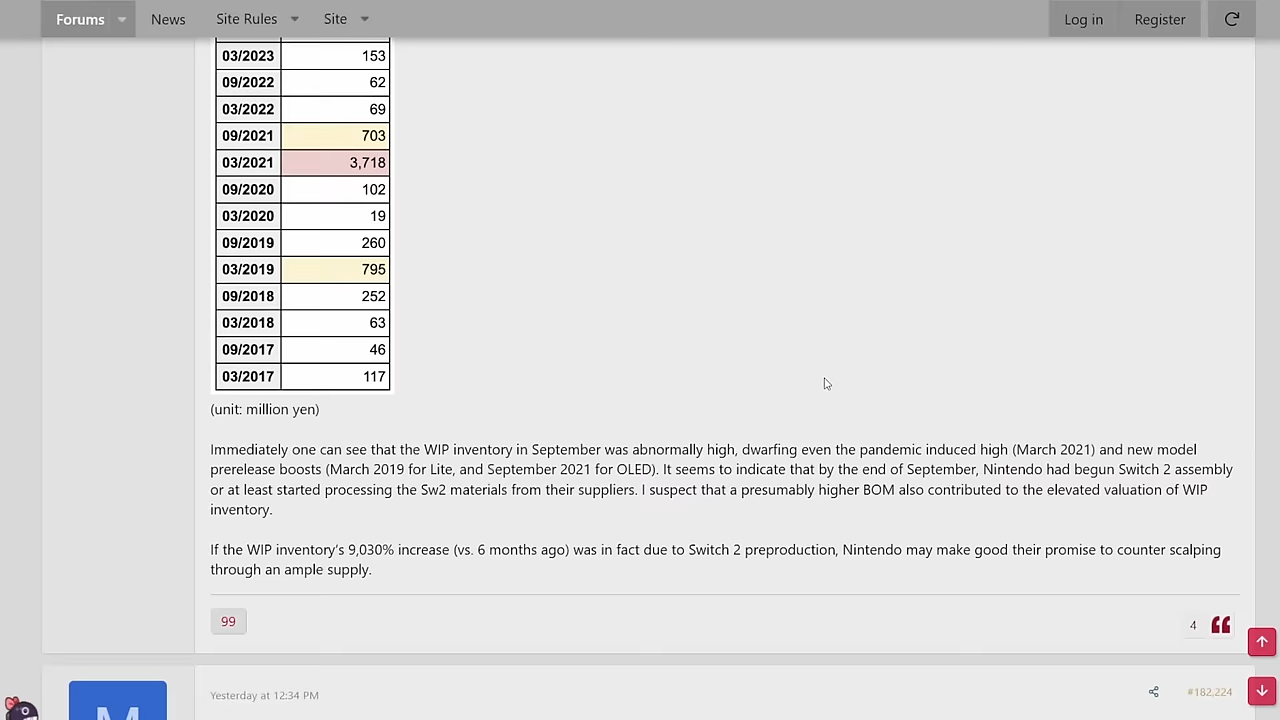 Forums News Site Rules Site Log in Register
03/2023 153
09/2022 62
03/2022 69
09/2021 703
03/2021 3,718
09/2020 102
03/2020 19
09/2019 260
03/2019 795
09/2018 252
03/2018 63
09/2017 46
03/2017 117
(unit: million yen)
Immediately one can see that the WIP inventory in September was abnormally high, dwarfing even the pandemic induced high (March 2021) and new model
prerelease boosts (March 2019 for Lite, and September 2021 for OLED). It seems to indicate that by the end of September, Nintendo had begun Switch 2 assembly
or at least started processing the Sw2 materials from their suppliers. I suspect that a presumably higher BOM also contributed to the elevated valuation of WIP
inventory.
If the WIP inventory's 9,030% increase (vs. 6 months ago) was in fact due to Switch 2 preproduction, Nintendo may make good their promise to counter scalping
through an ample supply.
99
4
Yesterday at 12:34 PM #182,224
M